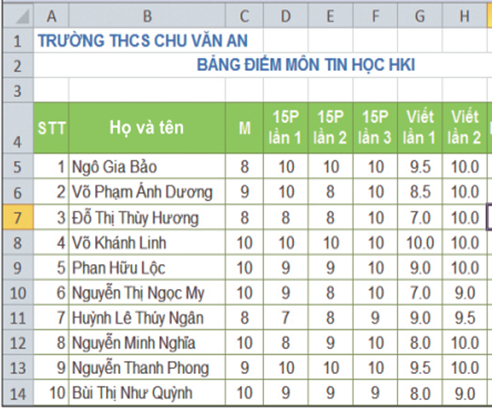 A B C D E F G H
1 TRƯỜNG THCS CHU VĂN AN
2 BẢNG ĐIỂM MÔN TIN HỌC HKI
3
4 STT Họ và tên M 15P lần 1 15P lần 2 15P lần 3 Viết lần 1 Viết lần 2
5 1 Ngô Gia Bảo 8 10 10 10 9.5 10.0
6 2 Võ Phạm Ánh Dương 9 10 8 10 8.5 10.0
7 3 Đỗ Thị Thùy Hương 8 8 8 10 7.0 10.0
8 4 Võ Khánh Linh 10 10 10 10 10.0 10.0
9 5 Phan Hữu Lộc 10 9 9 10 9.0 10.0
10 6 Nguyễn Thị Ngọc My 10 9 8 10 7.0 9.0
11 7 Huỳnh Lê Thúy Ngân 8 7 8 9 9.0 9.5
12 8 Nguyễn Minh Nghĩa 10 8 9 10 8.0 10.0
13 9 Nguyễn Thanh Phong 9 10 10 10 9.5 10.0
14 10 Bùi Thị Như Quỳnh 10 9 9 9 8.0 9.0